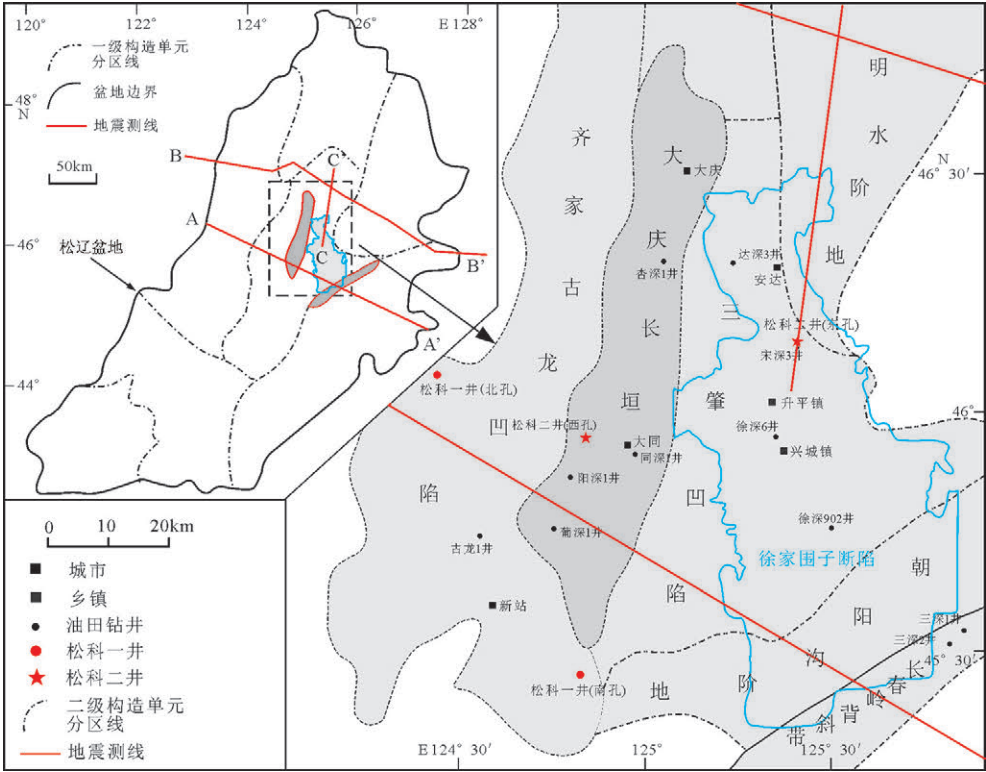 120°
122°
124°
126°
E 128°
一级构造单元
分区线
盆地边界
地震测线
50km
48°
N
46°
44°
松辽盆地
B
B'
A
A'
C
C'
0 10 20km
城市
乡镇
油田钻井
松科一井
松科二井
二级构造单元
分区线
地震测线
明水阶地
齐家古龙凹陷
大庆长垣
三肇凹陷
朝阳沟阶地
长春岭背斜带
大庆
杏深1井
达深3井
安达
松科二井(东孔)
宋深3井
升平镇
徐深6井
兴城镇
徐深902井
徐家围子断陷
松科一井(北孔)
松科二井(西孔)
大同
同深1井
阳深1井
葡深1井
古龙1井
新站
松科一井(南孔)
三深1井
三深2井
N
46° 30′
46°
45° 30′
E 124° 30′
125°
125° 30′